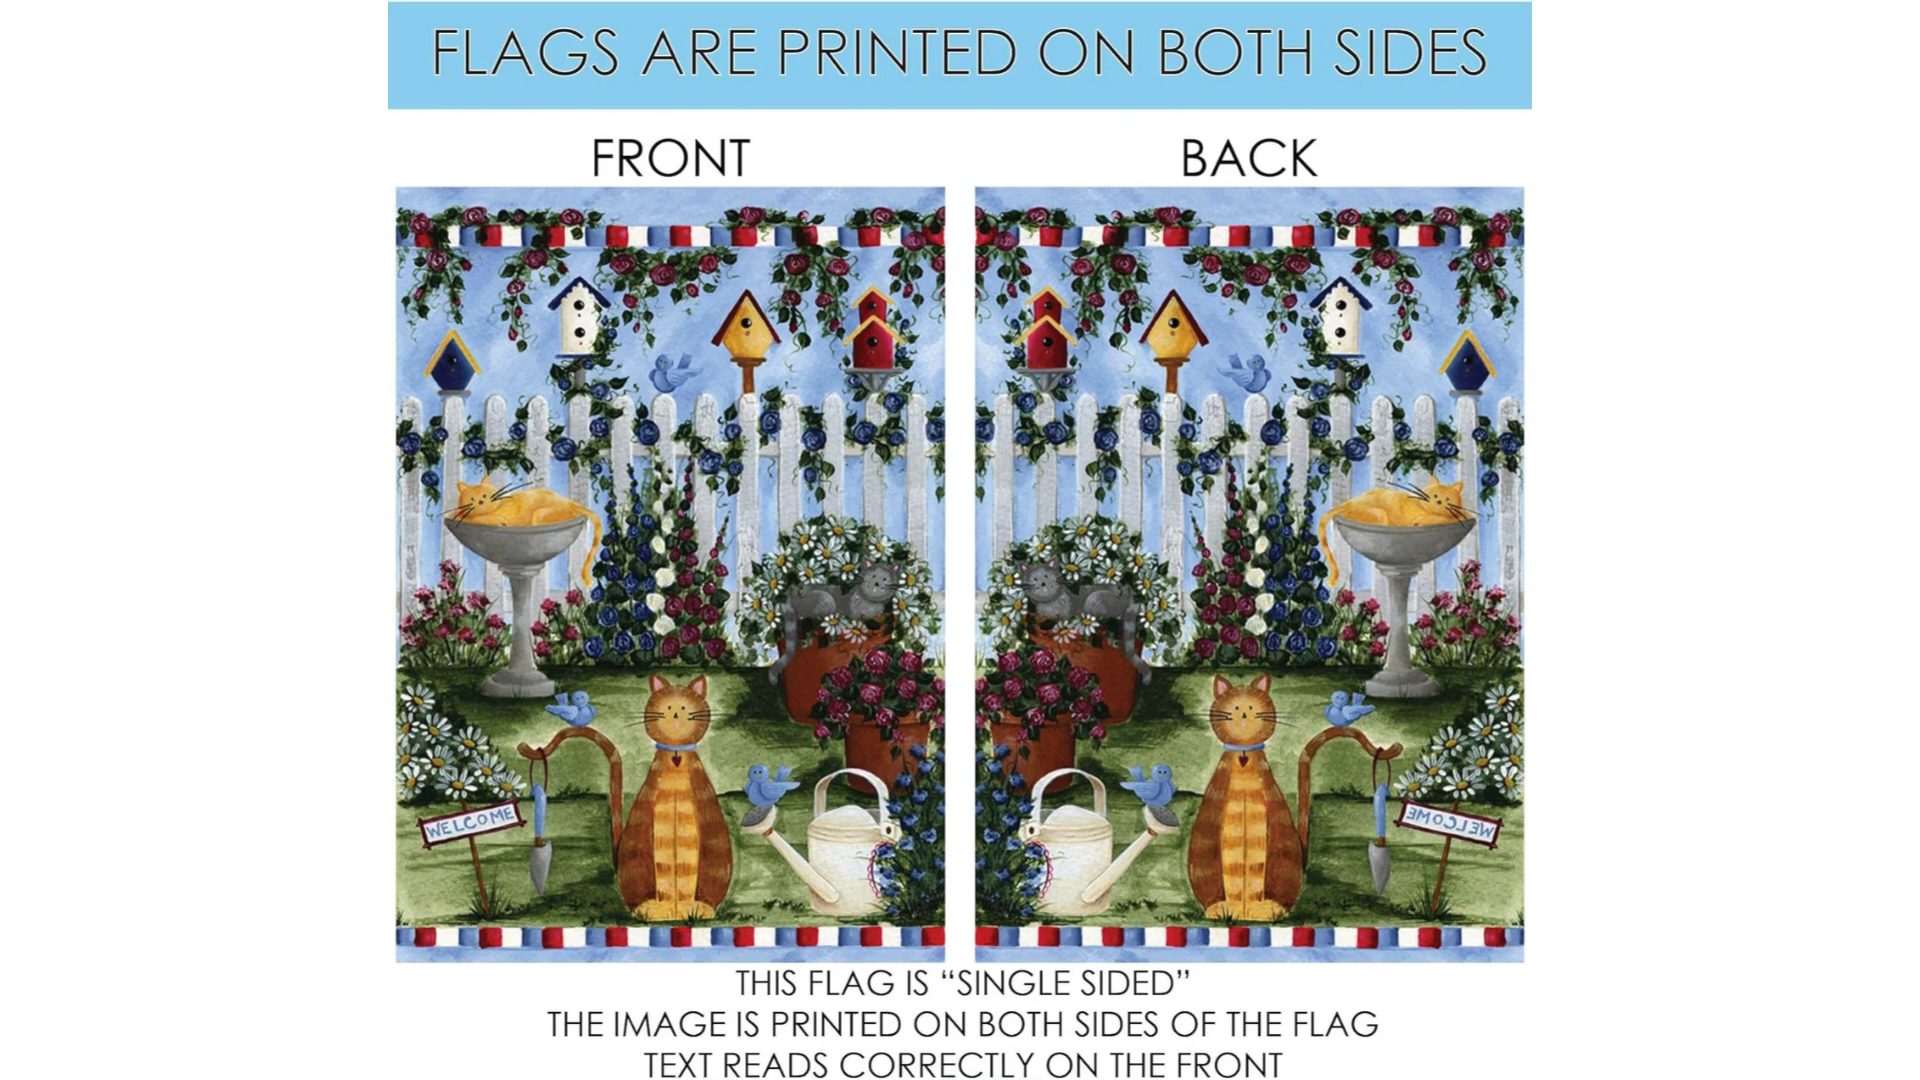 FLAGS ARE PRINTED ON BOTH SIDES
FRONT
BACK
WELCOME
WELCOME
THIS FLAG IS “SINGLE SIDED”
THE IMAGE IS PRINTED ON BOTH SIDES OF THE FLAG
TEXT READS CORRECTLY ON THE FRONT